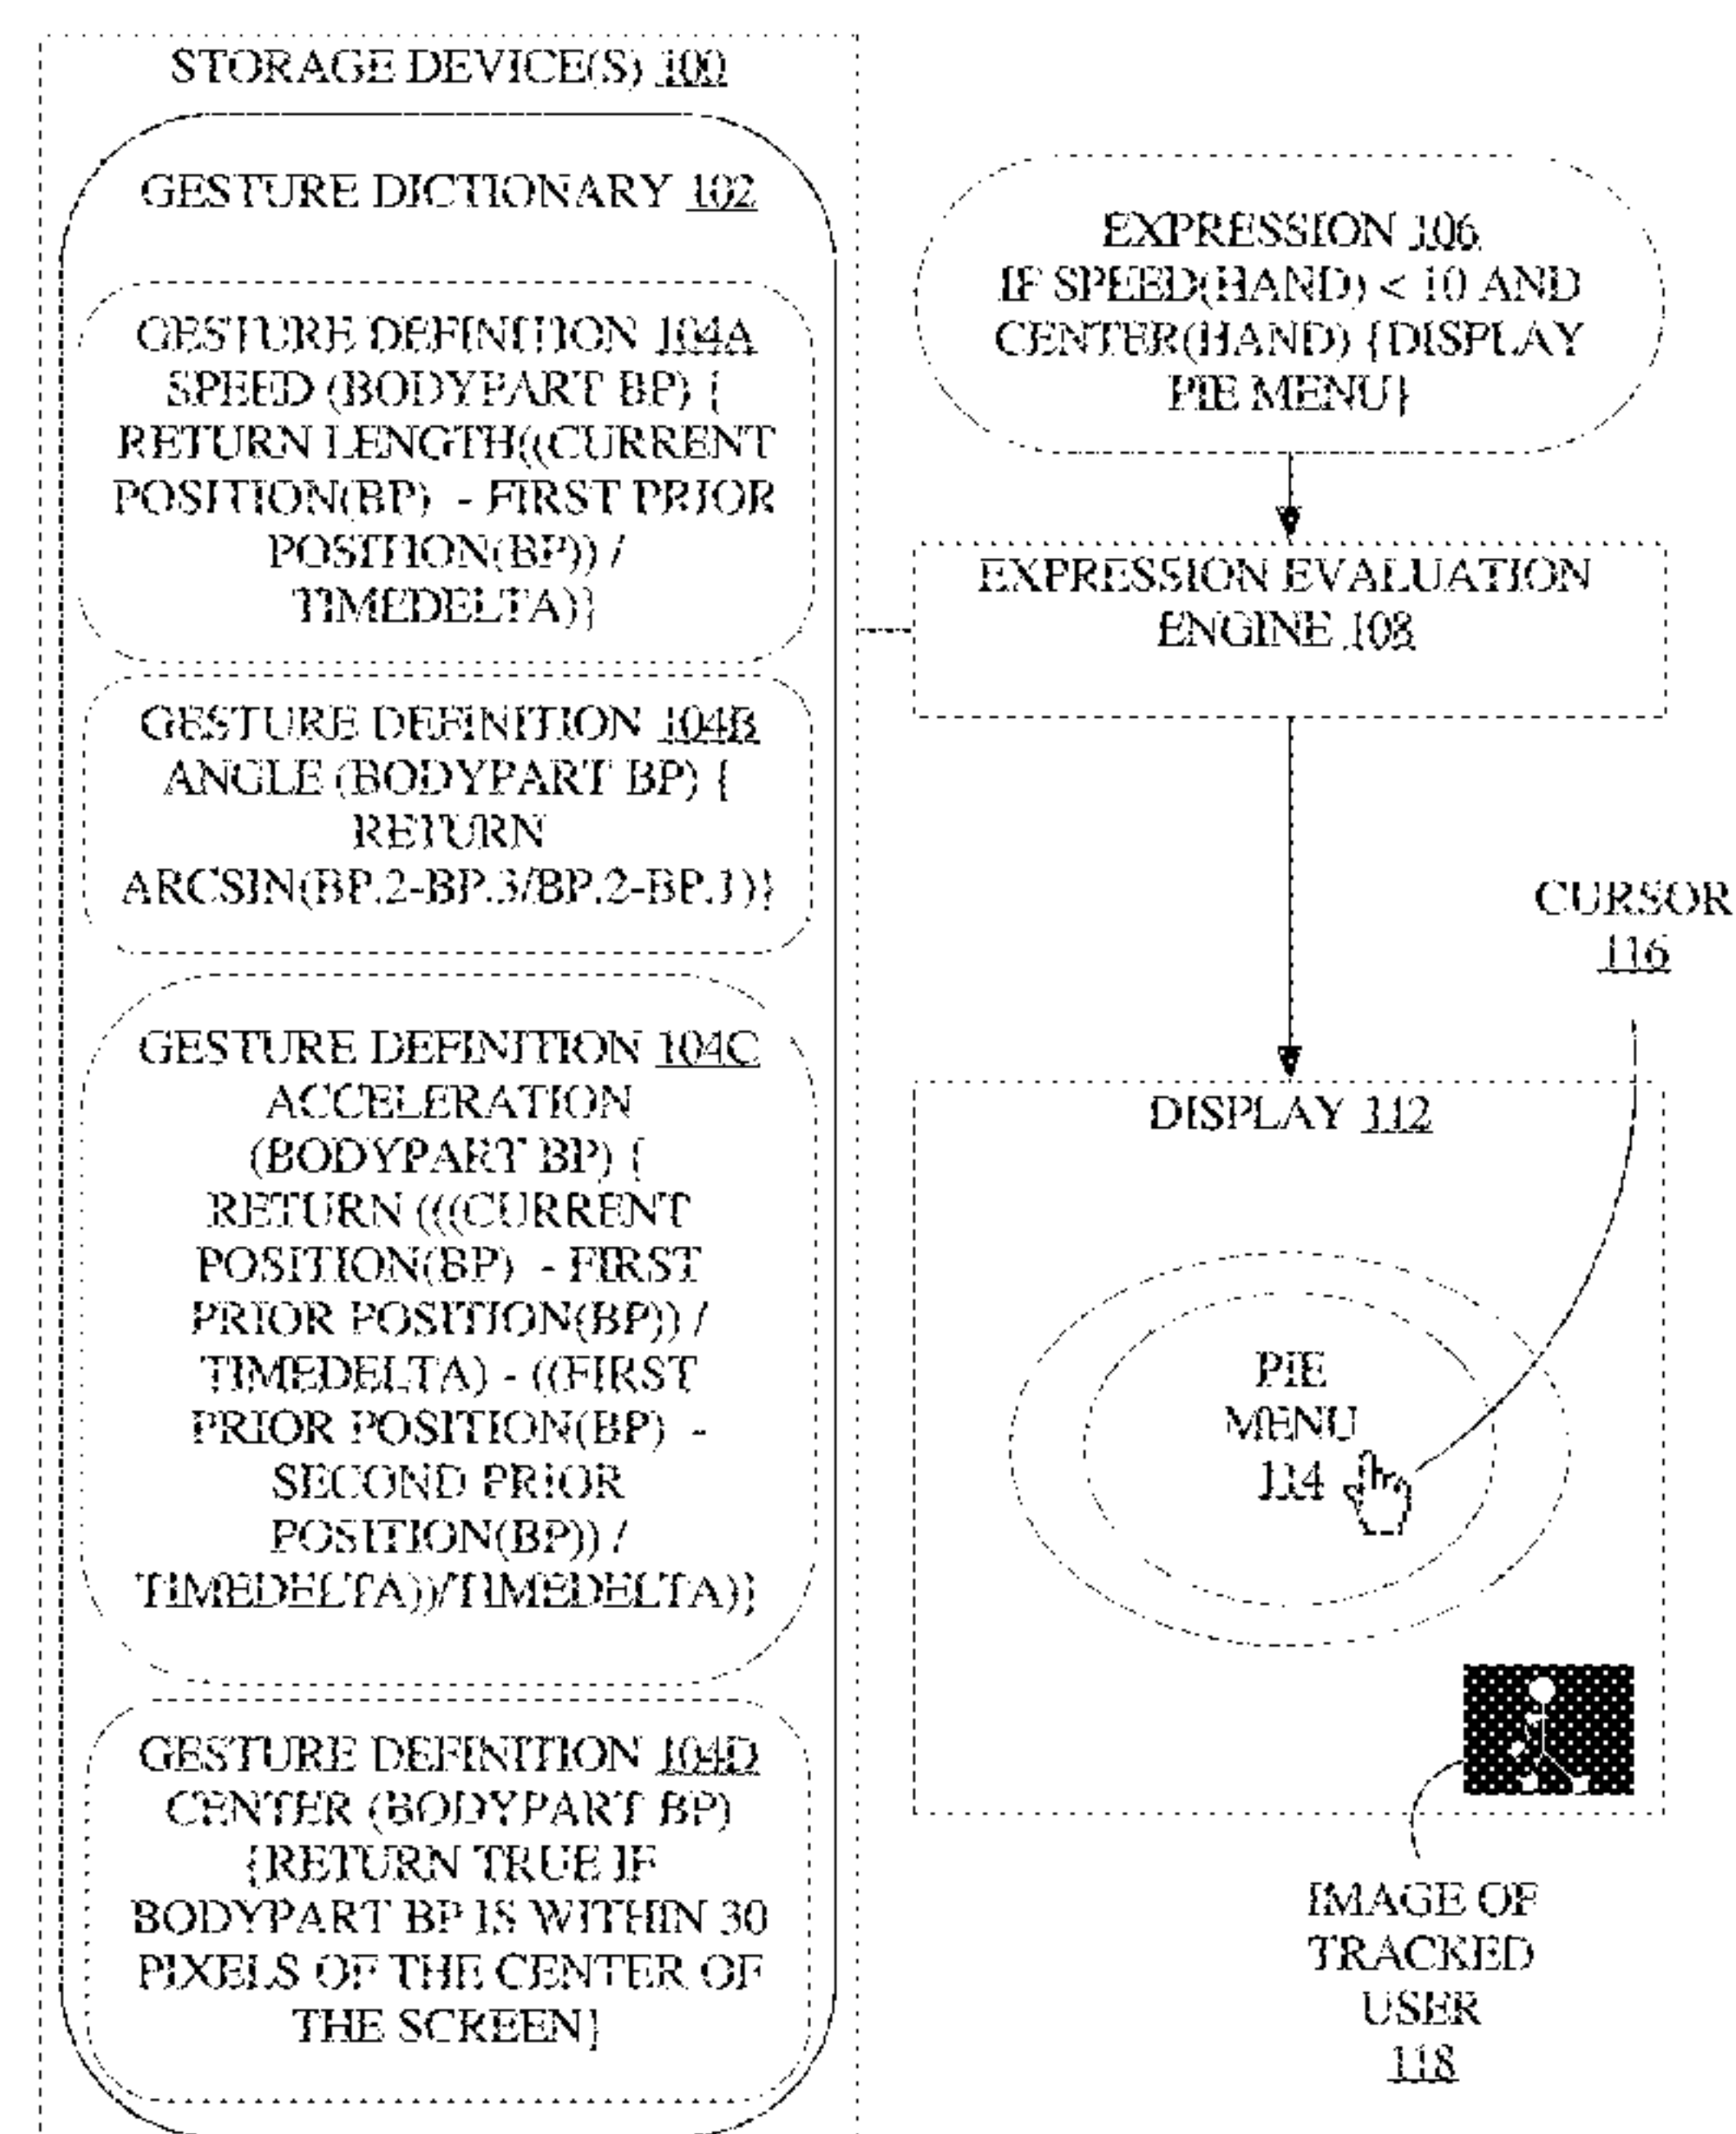 STORAGE DEVICE(S) 100
GESTURE DICTIONARY 102
GESTURE DEFINITION 104A
SPEED (BODYPART BP) {
RETURN LENGTH((CURRENT
POSITION(BP) - FIRST PRIOR
POSITION(BP)) /
TIMEDELTA)}
GESTURE DEFINITION 104B
ANGLE (BODYPART BP) {
RETURN
ARCSIN(BP.2-BP.3/BP.2-BP.1)}
GESTURE DEFINITION 104C
ACCELERATION
(BODYPART BP) {
RETURN (((CURRENT
POSITION(BP) - FIRST
PRIOR POSITION(BP)) /
TIMEDELTA) - ((FIRST
PRIOR POSITION(BP) -
SECOND PRIOR
POSITION(BP)) /
TIMEDELTA))/TIMEDELTA)}
GESTURE DEFINITION 104D
CENTER (BODYPART BP)
{RETURN TRUE IF
BODYPART BP IS WITHIN 30
PIXELS OF THE CENTER OF
THE SCREEN}
EXPRESSION 106
IF SPEED(HAND) < 10 AND
CENTER(HAND) {DISPLAY
PIE MENU}
EXPRESSION EVALUATION
ENGINE 108
CURSOR
116
DISPLAY 112
PIE
MENU
114
IMAGE OF
TRACKED
USER
118